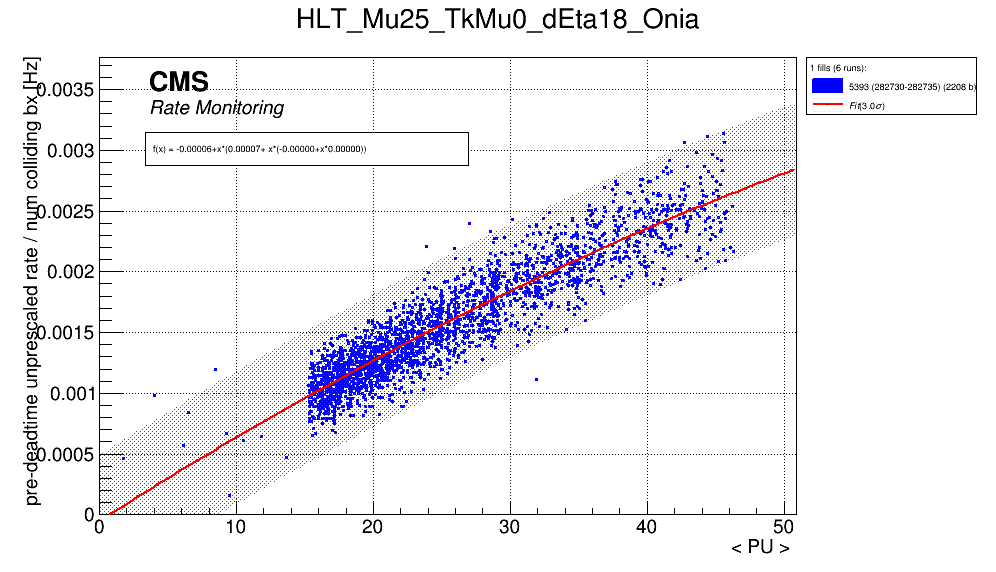 HLT_Mu25_TkMu0_dEta18_Onia
pre-deadtime unprescaled rate / num colliding bx [Hz]
CMS
Rate Monitoring
f(x) = -0.00006+x*(0.00007+ x*(-0.00000+x*0.00000))
1 fills (6 runs):
5393 (282730-282735) (2208 b)
Fit(3.0σ)
0.0035
0.003
0.0025
0.002
0.0015
0.001
0.0005
0
0 10 20 30 40 50
< PU >